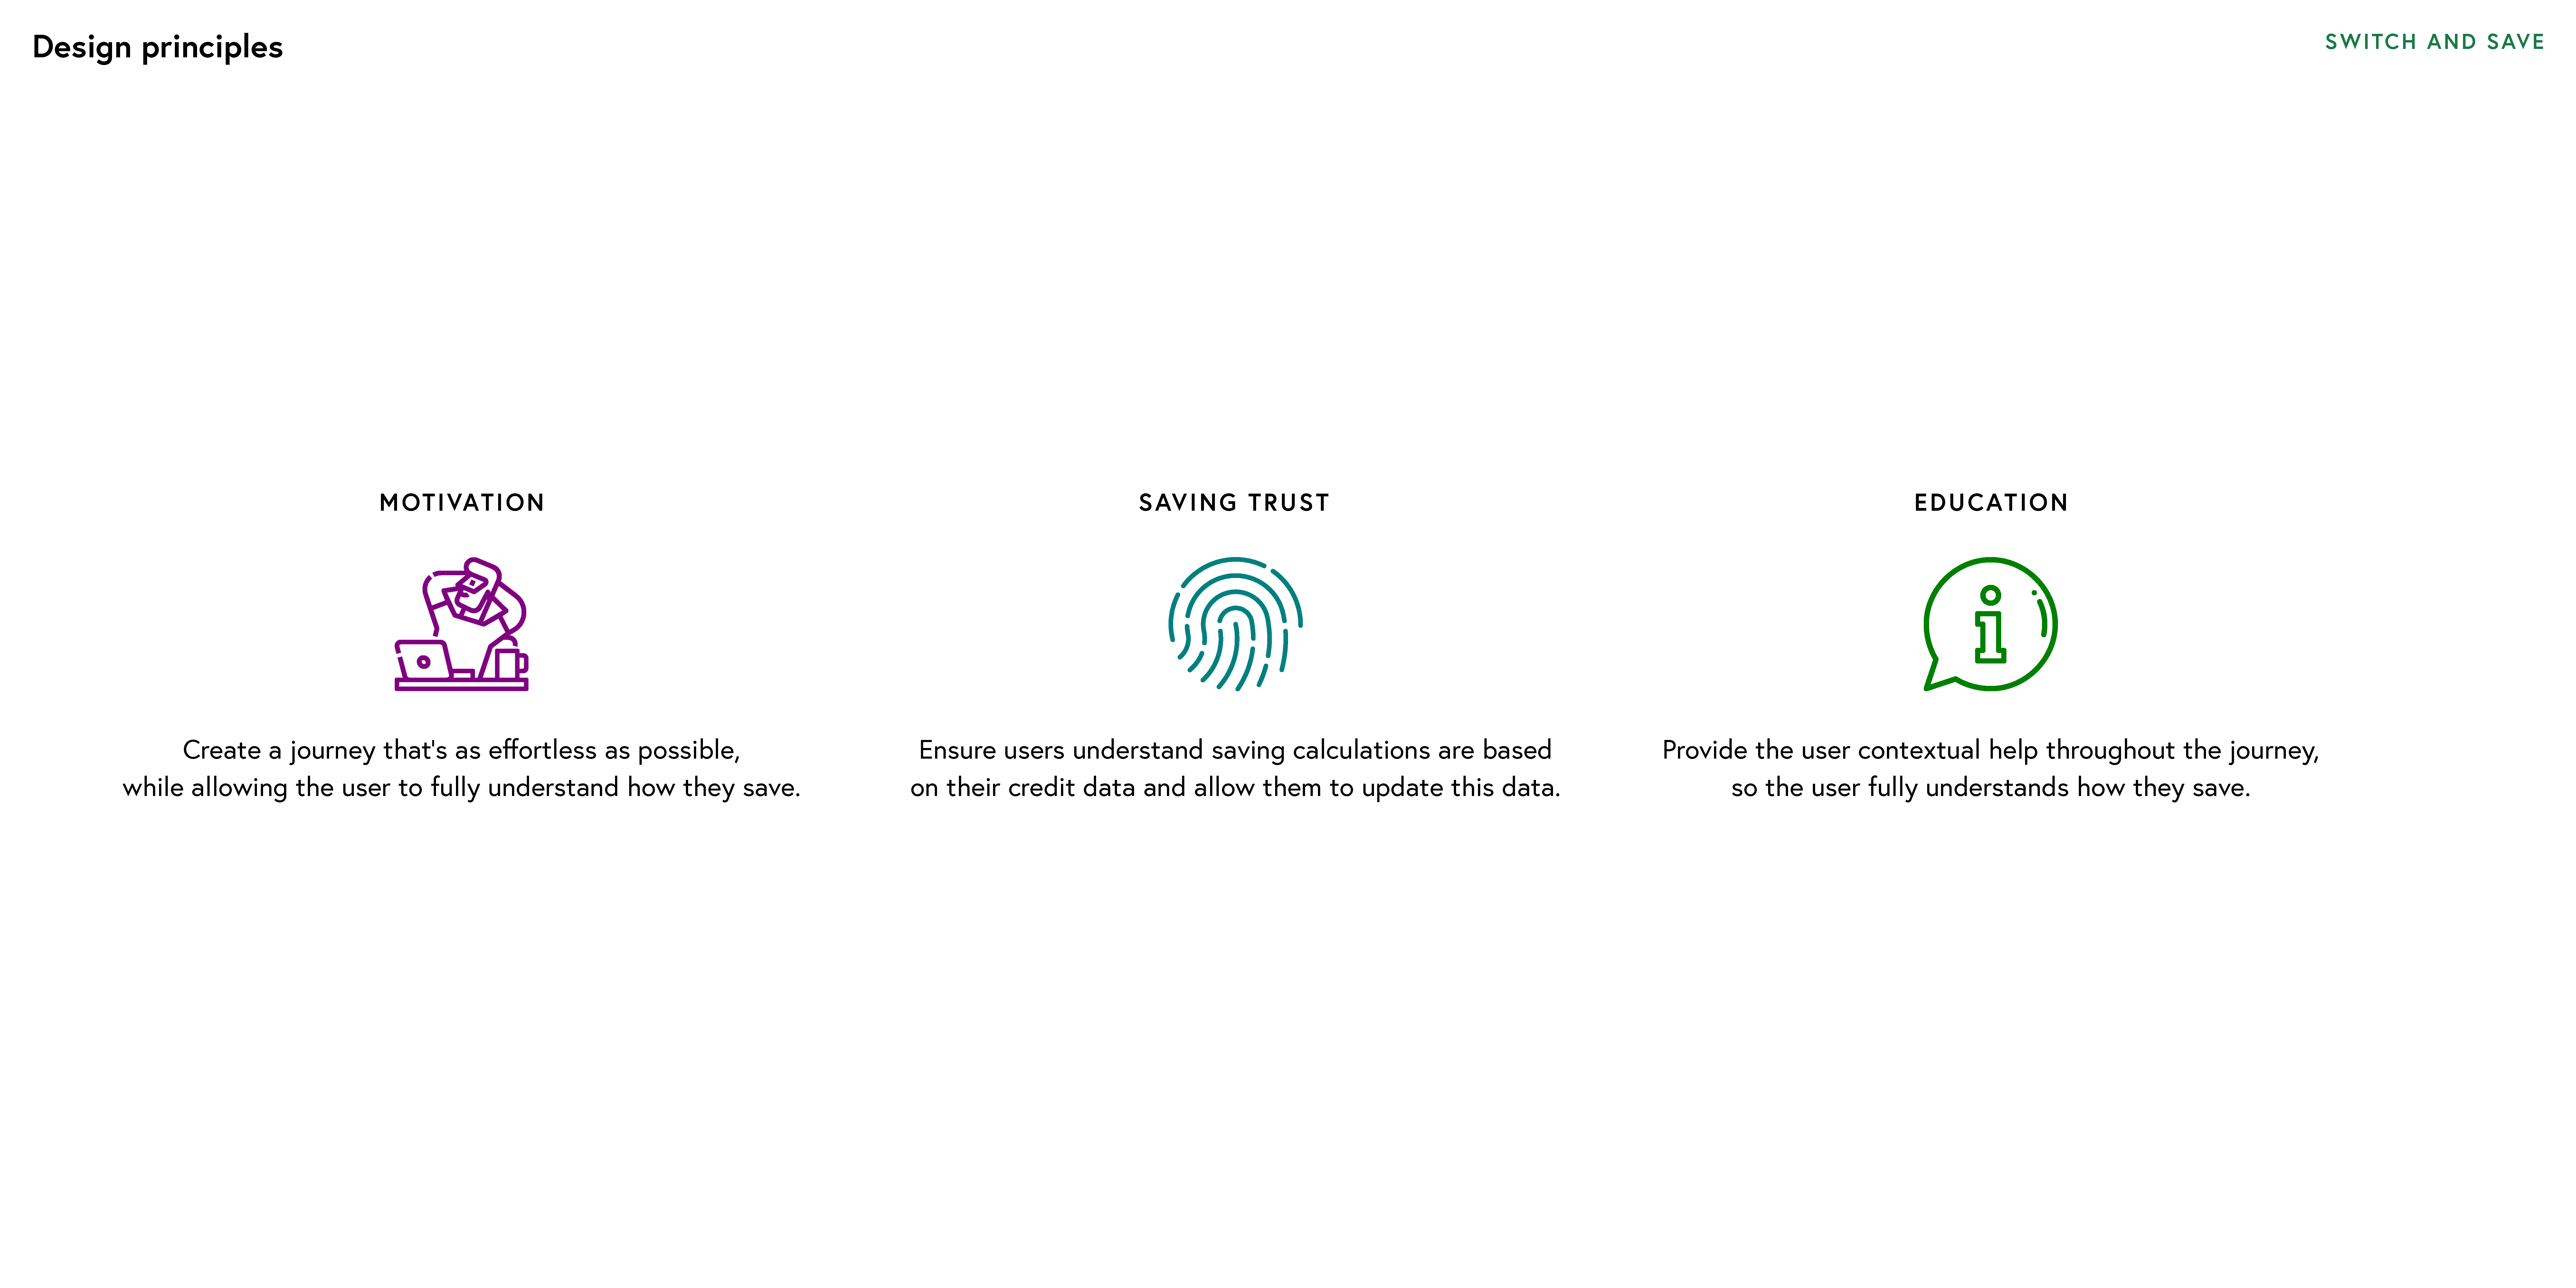 Design principles
SWITCH AND SAVE
MOTIVATION
Create a journey that's as effortless as possible,
while allowing the user to fully understand how they save.
SAVING TRUST
Ensure users understand saving calculations are based
on their credit data and allow them to update this data.
EDUCATION
Provide the user contextual help throughout the journey,
so the user fully understands how they save.